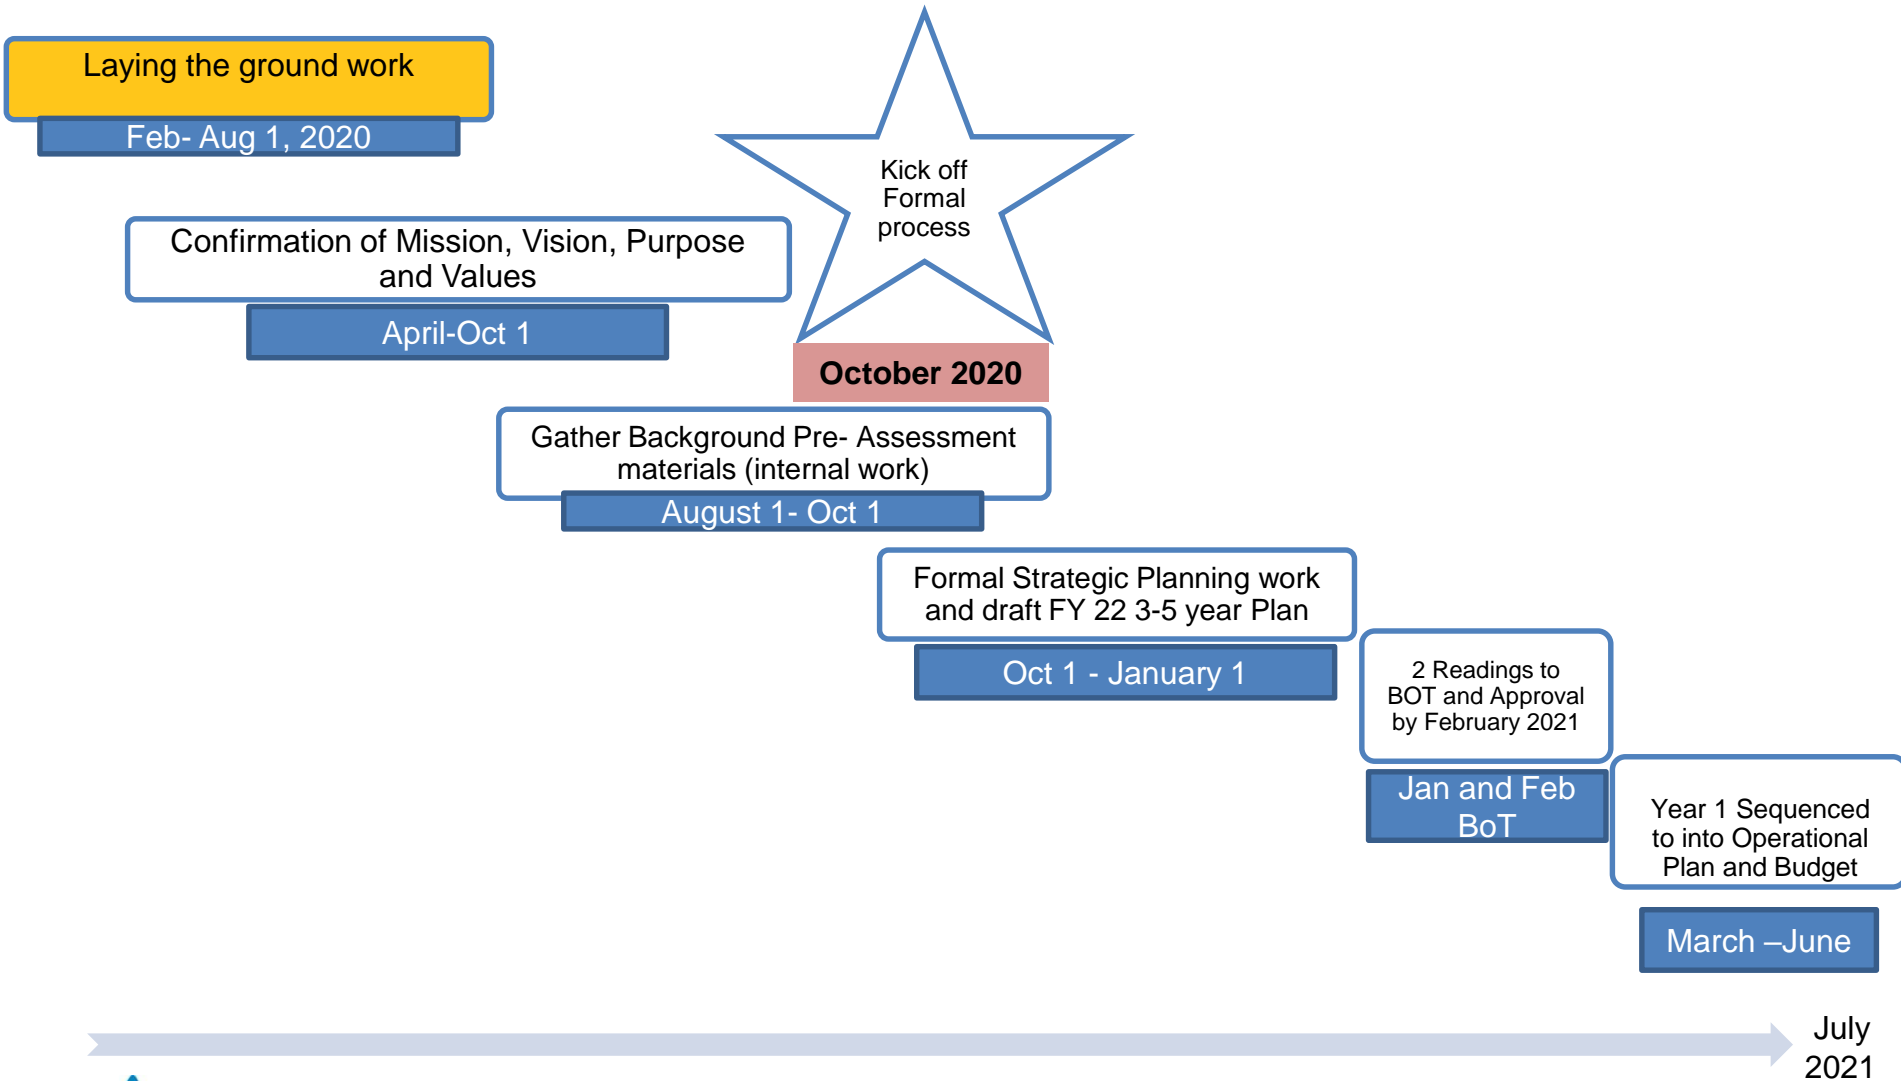 Laying the ground work
Feb- Aug 1, 2020
Kick off
Formal
process
Confirmation of Mission, Vision, Purpose
and Values
April-Oct 1
October 2020
Gather Background Pre- Assessment
materials (internal work)
August 1- Oct 1
Formal Strategic Planning work
and draft FY 22 3-5 year Plan
Oct 1 - January 1
2 Readings to
BOT and Approval
by February 2021
Jan and Feb
BoT
Year 1 Sequenced
to into Operational
Plan and Budget
March –June
July
2021